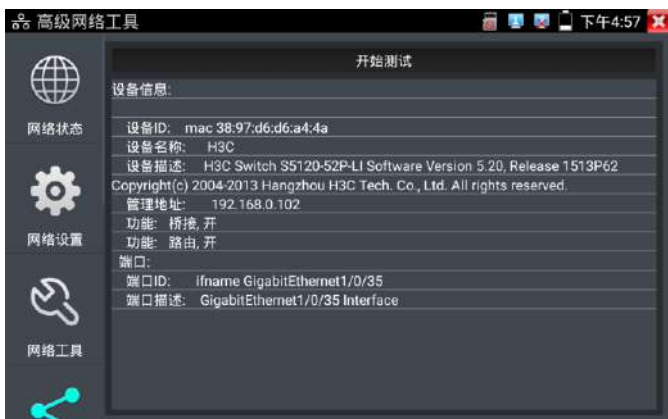 高级网络工具
下午4:57
开始测试
设备信息:
设备ID: mac 38:97:d6:d6:a4:4a
设备名称: H3C
设备描述: H3C Switch S5120-52P-LI Software Version 5.20, Release 1513P62
Copyright(c) 2004-2013 Hangzhou H3C Tech. Co., Ltd. All rights reserved.
管理地址: 192.168.0.102
功能: 桥接, 开
功能: 路由, 开
端口:
端口ID: ifname GigabitEthernet1/0/35
端口描述: GigabitEthernet1/0/35 Interface
网络状态
网络设置
网络工具